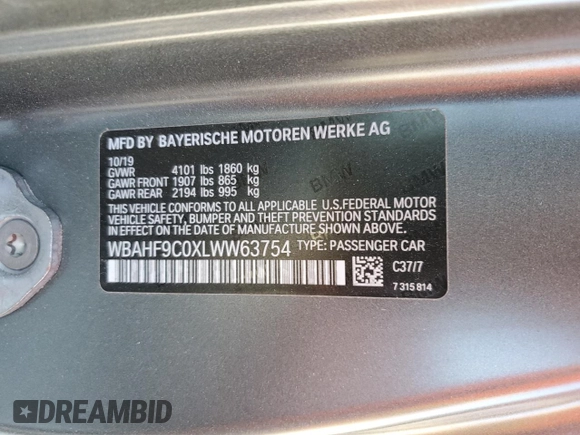 MFD BY BAYERISCHE MOTOREN WERKE AG
10/19
GVWR 4101 lbs 1860 kg
GAWR FRONT 1907 lbs 865 kg
GAWR REAR 2194 lbs 995 kg
THIS VEHICLE CONFORMS TO ALL APPLICABLE U.S.FEDERAL MOTOR
VEHICLE SAFETY, BUMPER AND THEFT PREVENTION STANDARDS
IN EFFECT ON THE DATE OF MANUFACTURE SHOWN ABOVE.
WBAHF9C0XLWW63754 TYPE: PASSENGER CAR
C37/7
7 315 814
BMW
DREAMBID